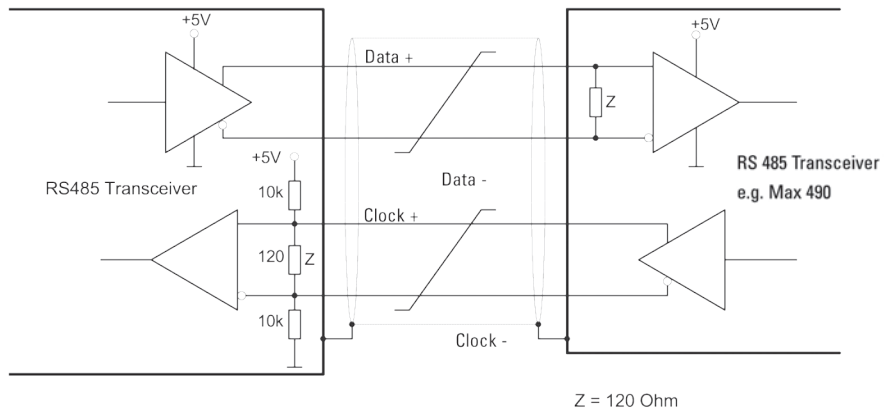 +5V
+5V
Data +
Z
RS485 Transceiver
+5V
10k
Data -
RS 485 Transceiver
e.g. Max 490
Clock +
120
Z
10k
Clock -
Z = 120 Ohm